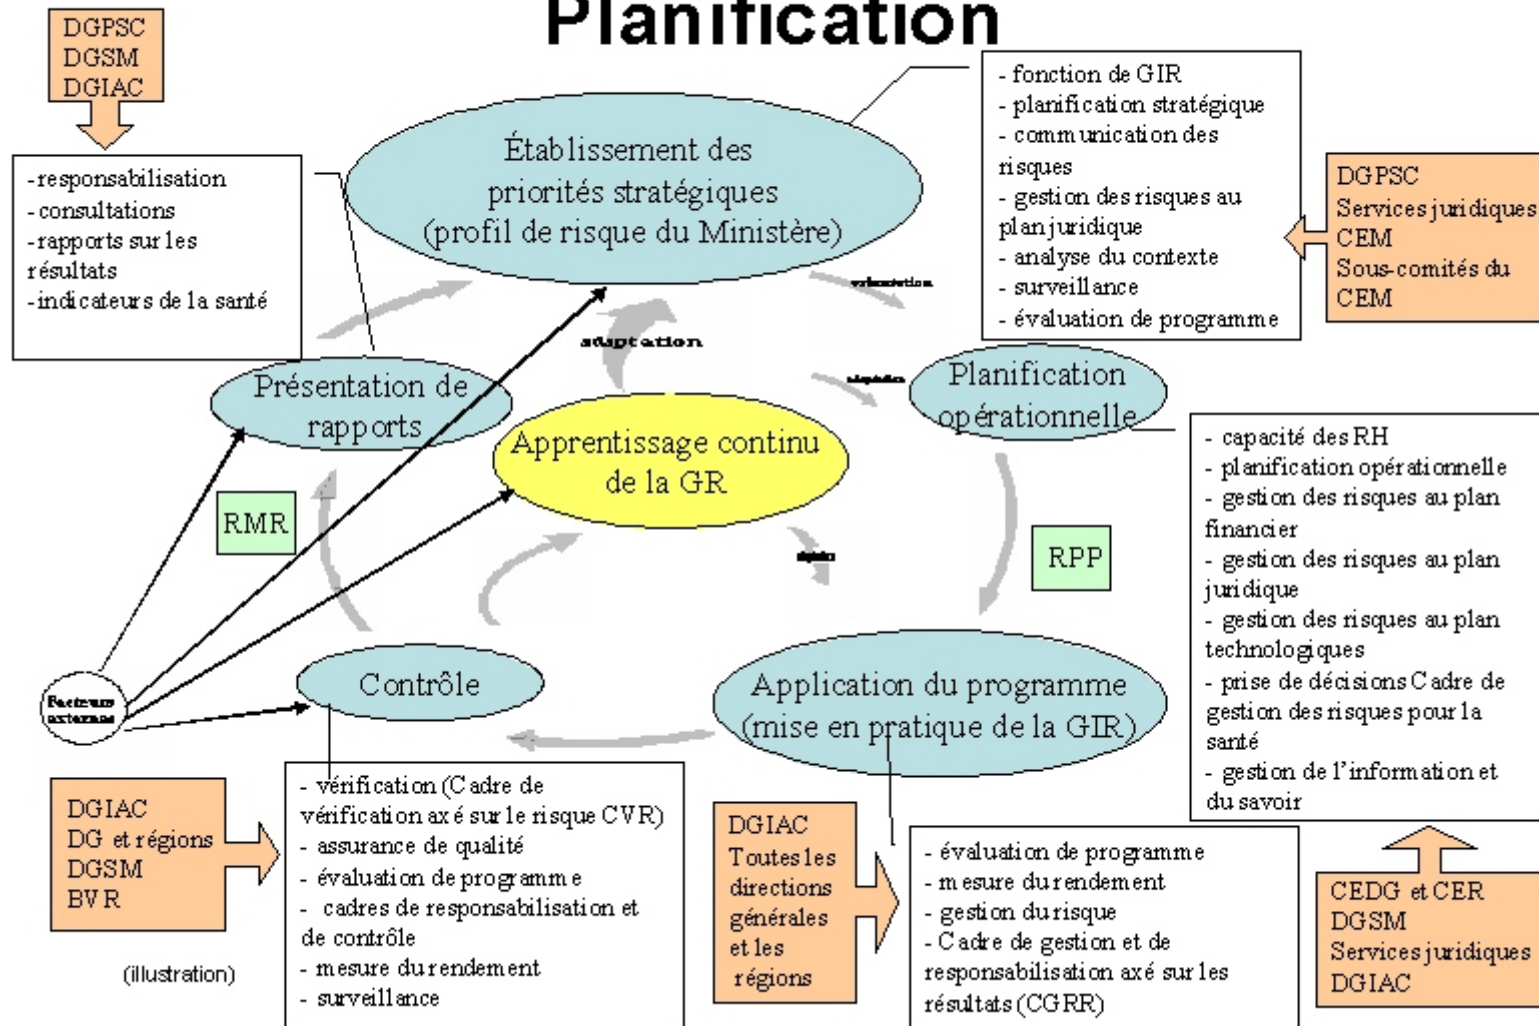 Planification
DGPSC
DGSM
DGIAC
- fonction de GIR
- planification stratégique
- communication des
risques
- gestion des risques au
plan juridique
- analyse du contexte
- surveillance
- évaluation de programme
Établissement des
priorités stratégiques
(profil de risque du Ministère)
-responsabilisation
-consultations
-rapports sur les
résultats
-indicateurs de la santé
DGPSC
Services juridiques
CEM
Sous-comités du
CEM
adaptation
Présentation de
rapports
Planification
opérationnelle
Apprentissage continu
de la GR
- capacité des RH
- planification opérationnelle
- gestion des risques au plan
financier
- gestion des risques au plan
juridique
- gestion des risques au plan
technologiques
- prise de décisions Cadre de
gestion des risques pour la
santé
- gestion de l'information et
du savoir
RMR
RPP
Contrôle
Application du programme
(mise en pratique de la GIR)
Facteurs
externes
DGIAC
DG et régions
DGSM
BVR
- vérification (Cadre de
vérification axé sur le risque CVR)
- assurance de qualité
- évaluation de programme
- cadres de responsabilisation et
de contrôle
- mesure du rendement
- surveillance
DGIAC
Toutes les
directions
générales
et les
régions
- évaluation de programme
- mesure du rendement
- gestion du risque
- Cadre de gestion et de
responsabilisation axé sur les
résultats (CGRR)
CEDG et CER
DGSM
Services juridiques
DGIAC
(illustration)